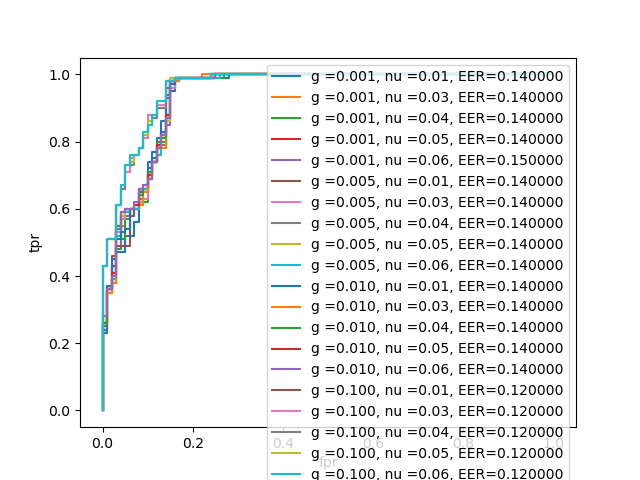 1.0
0.8
0.6
0.4
0.2
0.0
tpr
g =0.001, nu =0.01, EER=0.140000
g =0.001, nu =0.03, EER=0.140000
g =0.001, nu =0.04, EER=0.140000
g =0.001, nu =0.05, EER=0.140000
g =0.001, nu =0.06, EER=0.150000
g =0.005, nu =0.01, EER=0.140000
g =0.005, nu =0.03, EER=0.140000
g =0.005, nu =0.04, EER=0.140000
g =0.005, nu =0.05, EER=0.140000
g =0.005, nu =0.06, EER=0.140000
g =0.010, nu =0.01, EER=0.140000
g =0.010, nu =0.03, EER=0.140000
g =0.010, nu =0.04, EER=0.140000
g =0.010, nu =0.05, EER=0.140000
g =0.010, nu =0.06, EER=0.140000
g =0.100, nu =0.01, EER=0.120000
g =0.100, nu =0.03, EER=0.120000
g =0.100, nu =0.04, EER=0.120000
g =0.100, nu =0.05, EER=0.120000
g =0.100, nu =0.06, EER=0.120000
0.0 0.2 0.4 0.6 0.8 1.0
fpr